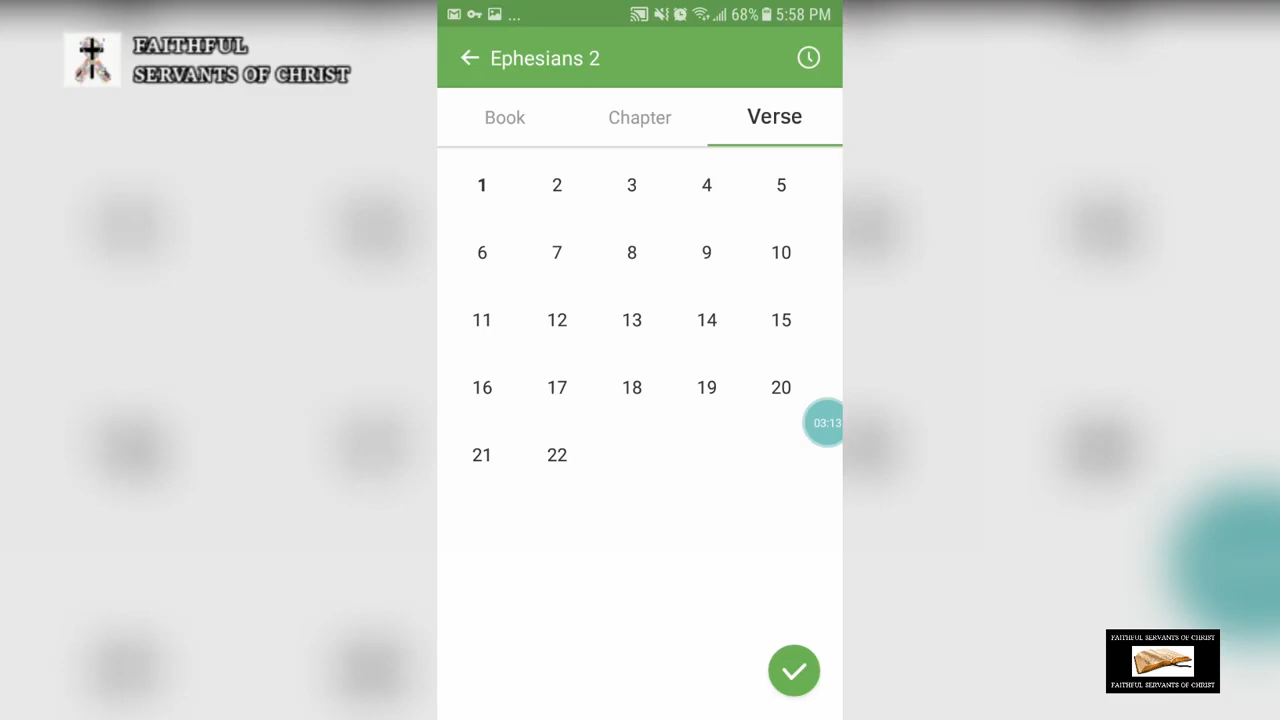 FAITHFUL
SERVANTS OF CHRIST
... 68% 5:58 PM
Ephesians 2
Book Chapter Verse
1 2 3 4 5
6 7 8 9 10
11 12 13 14 15
16 17 18 19 20
03:13
21 22
FAITHFUL SERVANTS OF CHRIST
FAITHFUL SERVANTS OF CHRIST